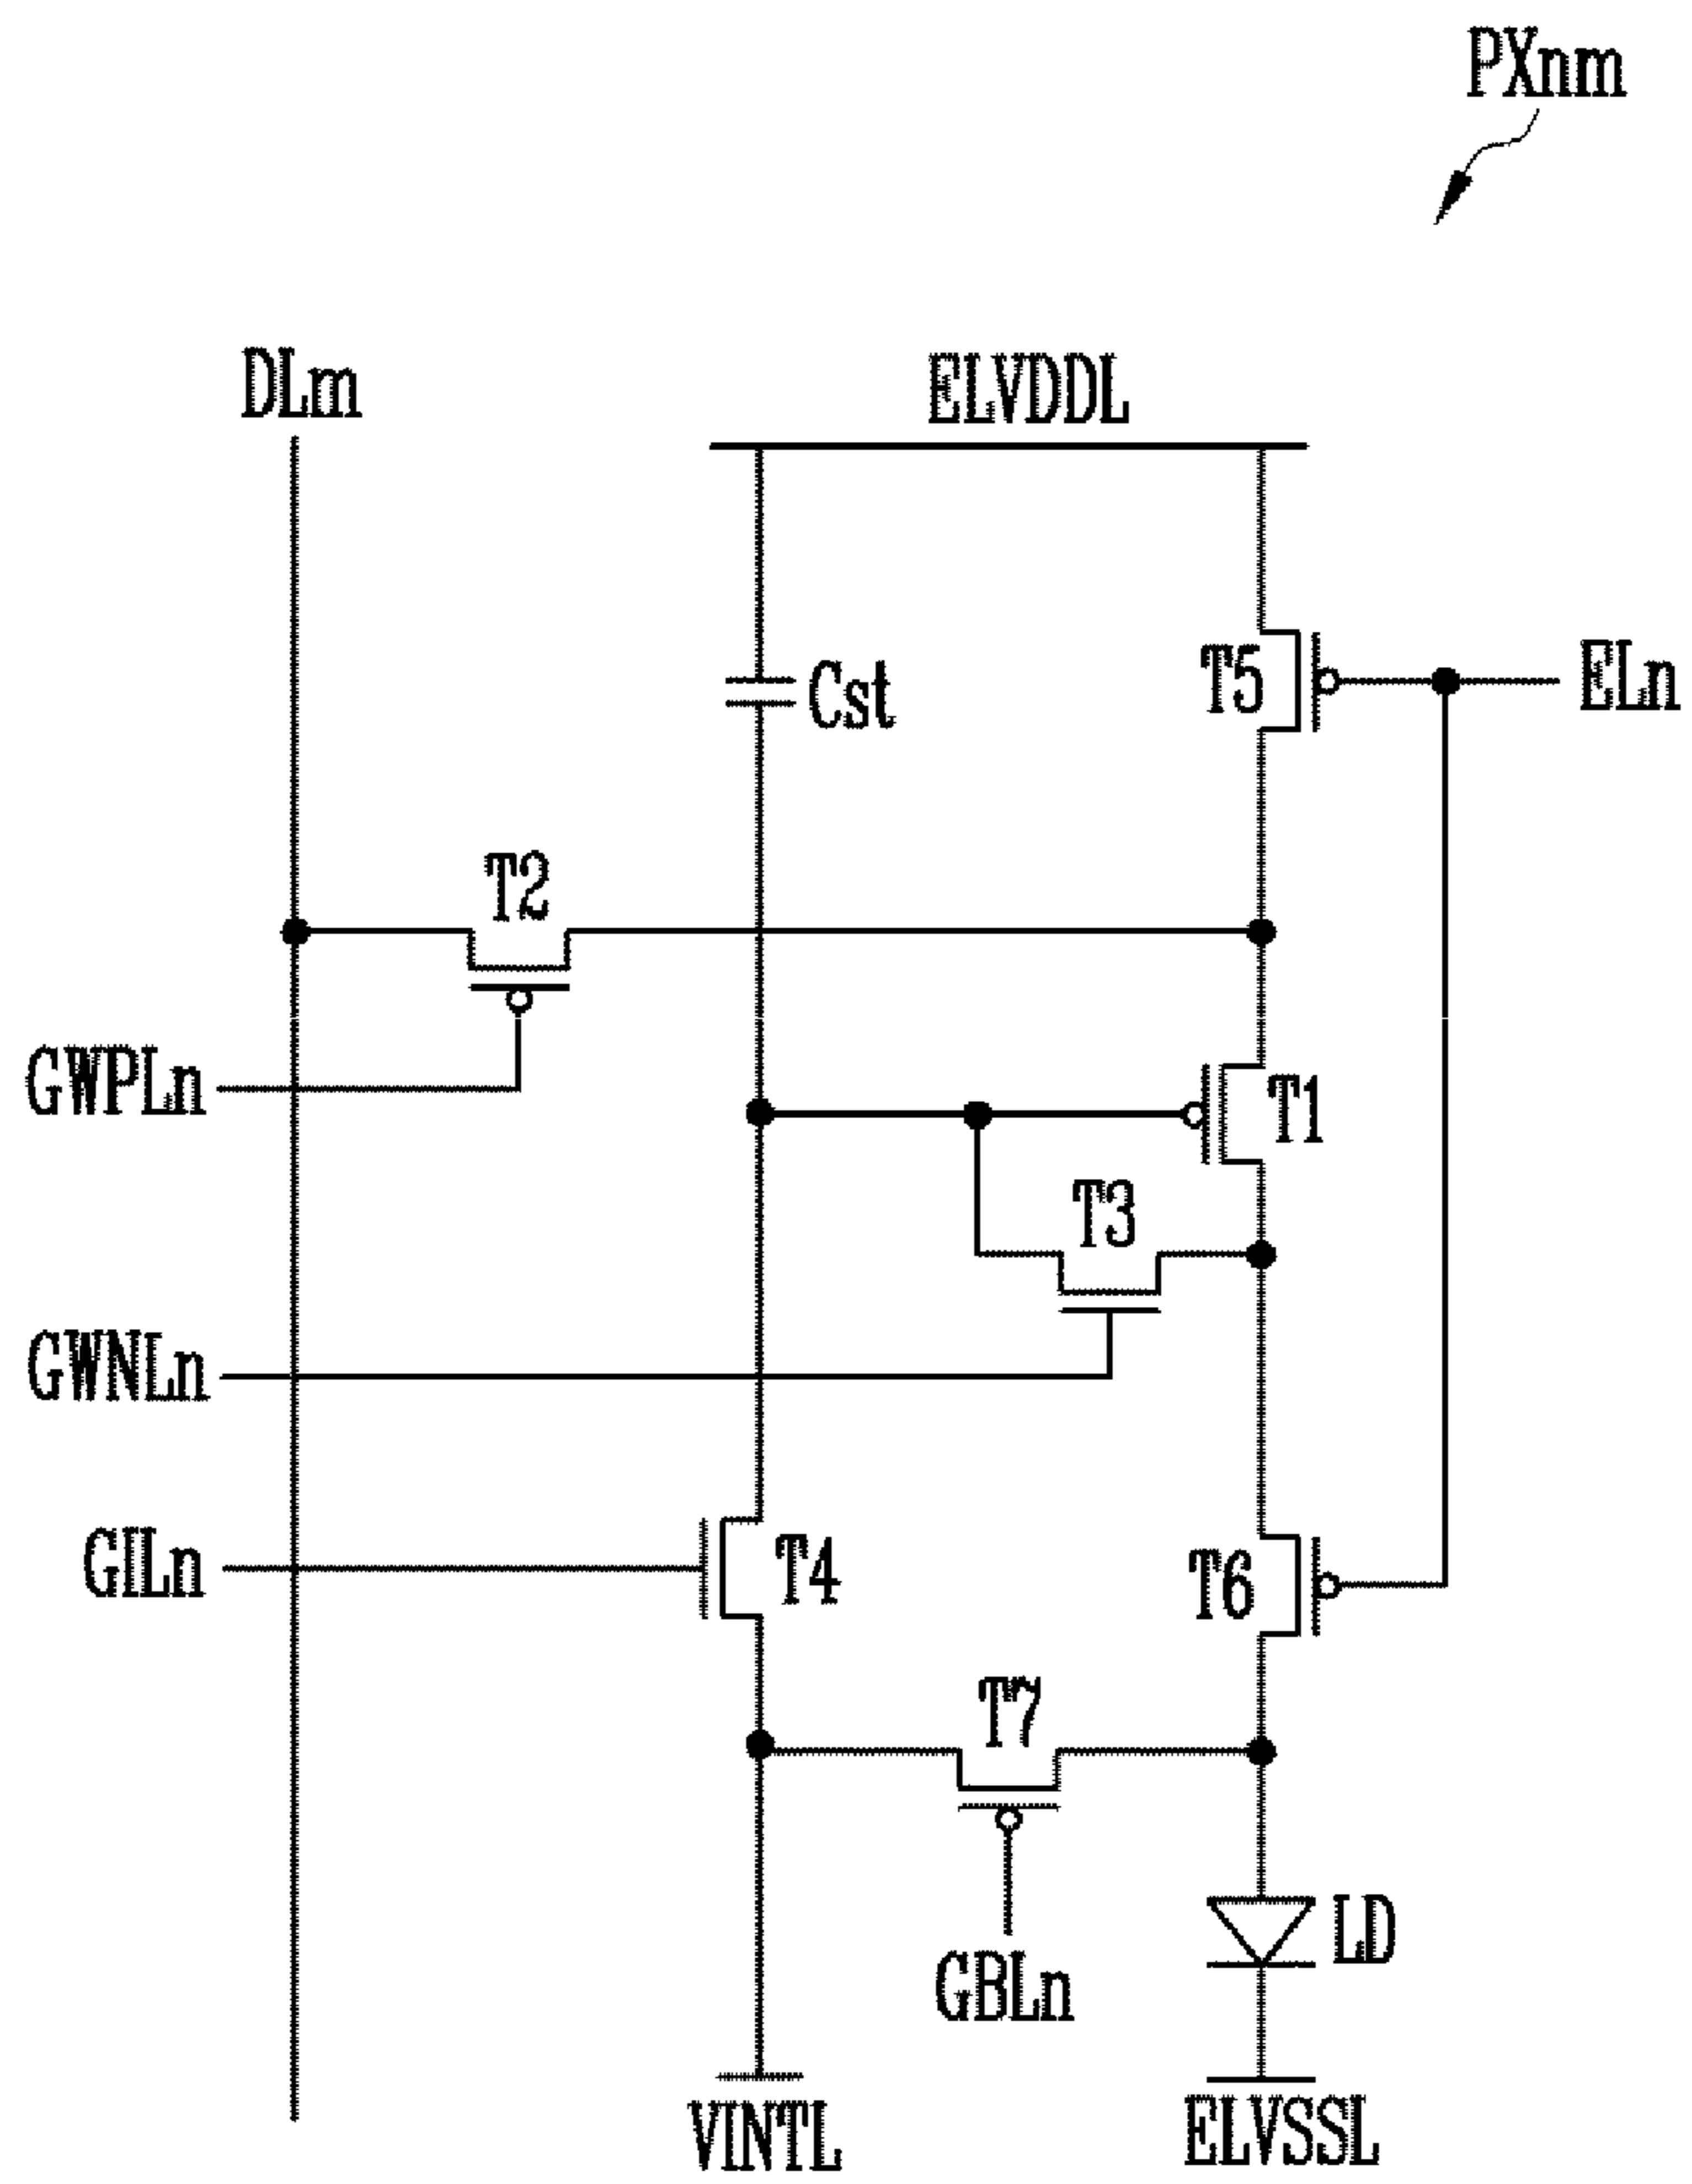 PXnm
DLm
ELVDDL
Cst
T5
ELn
T2
GWPLn
T1
T3
GWNLn
GILn
T4
T6
T7
LD
GBLn
VINTL
ELVSSL